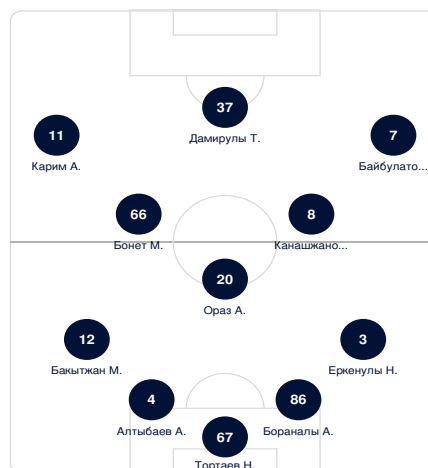 37
Дамирулы Т.
11
Карим А.
7
Байбулато...
66
Бонет М.
8
Канашжано...
20
Ораз А.
12
Бакытжан М.
3
Еркенулы Н.
4
Алтыбаев А.
86
Бораналы А.
67
Тортаев Н.